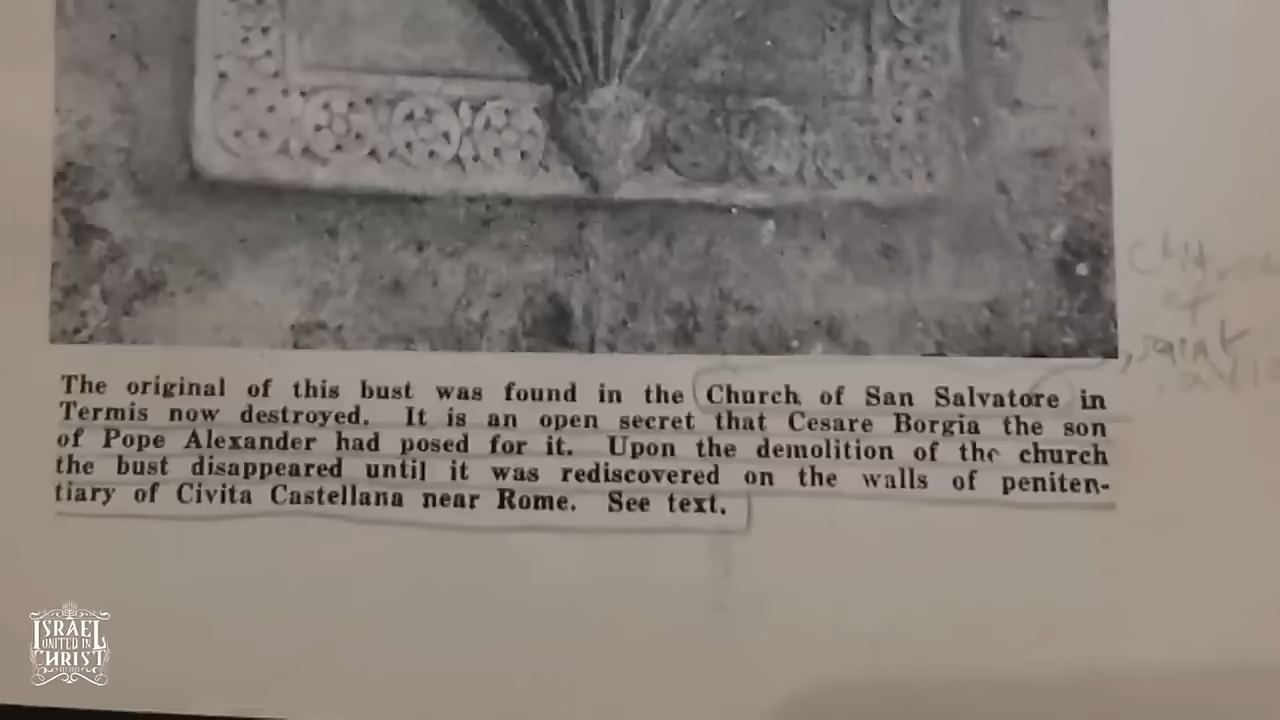 The original of this bust was found in the Church of San Salvatore in
Termis now destroyed. It is an open secret that Cesare Borgia the son
of Pope Alexander had posed for it. Upon the demolition of the church
the bust disappeared until it was rediscovered on the walls of peniten-
tiary of Civita Castellana near Rome. See text.
of
saint
ISRAEL
UNITED IN
CHRIST